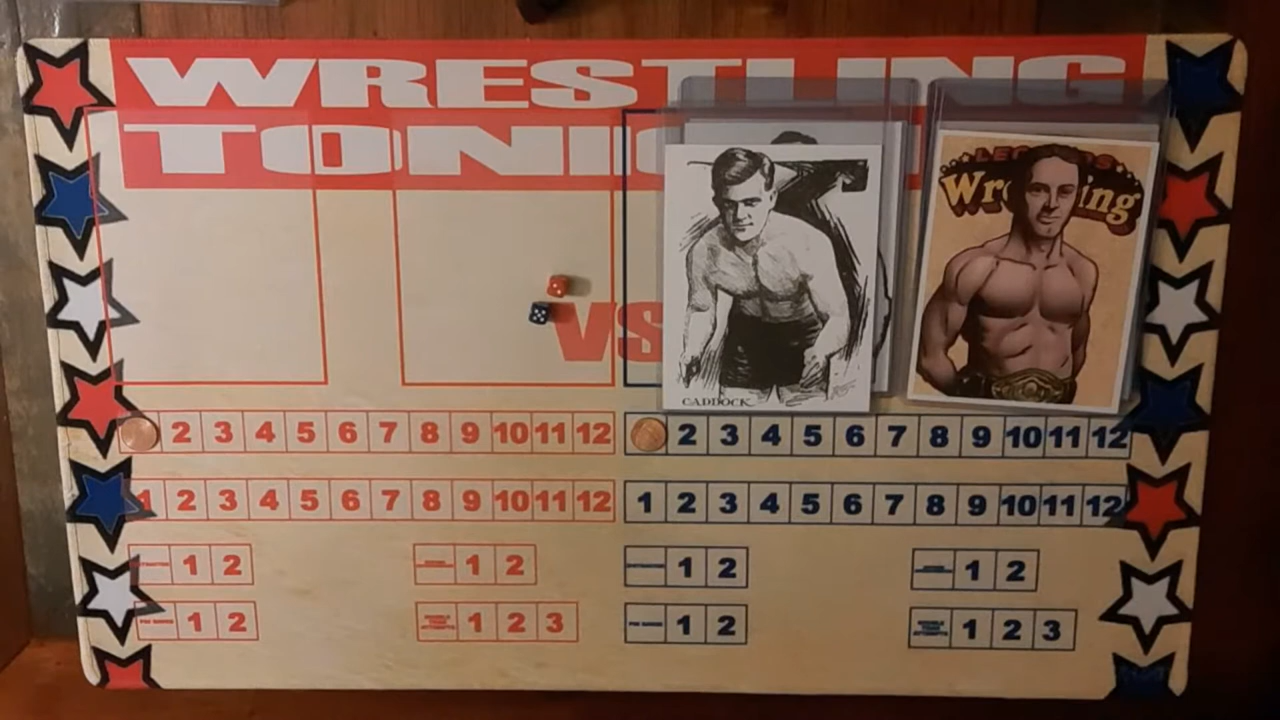 WRESTLING
TONI
LEGENDS
Wrestling
VS
CADDOCK
2 3 4 5 6 7 8 9 10 11 12 2 3 4 5 6 7 8 9 10 11 12
1 2 3 4 5 6 7 8 9 10 11 12 1 2 3 4 5 6 7 8 9 10 11 12
1 2 1 2 1 2 1 2
1 2 1 2 3 1 2 1 2 3